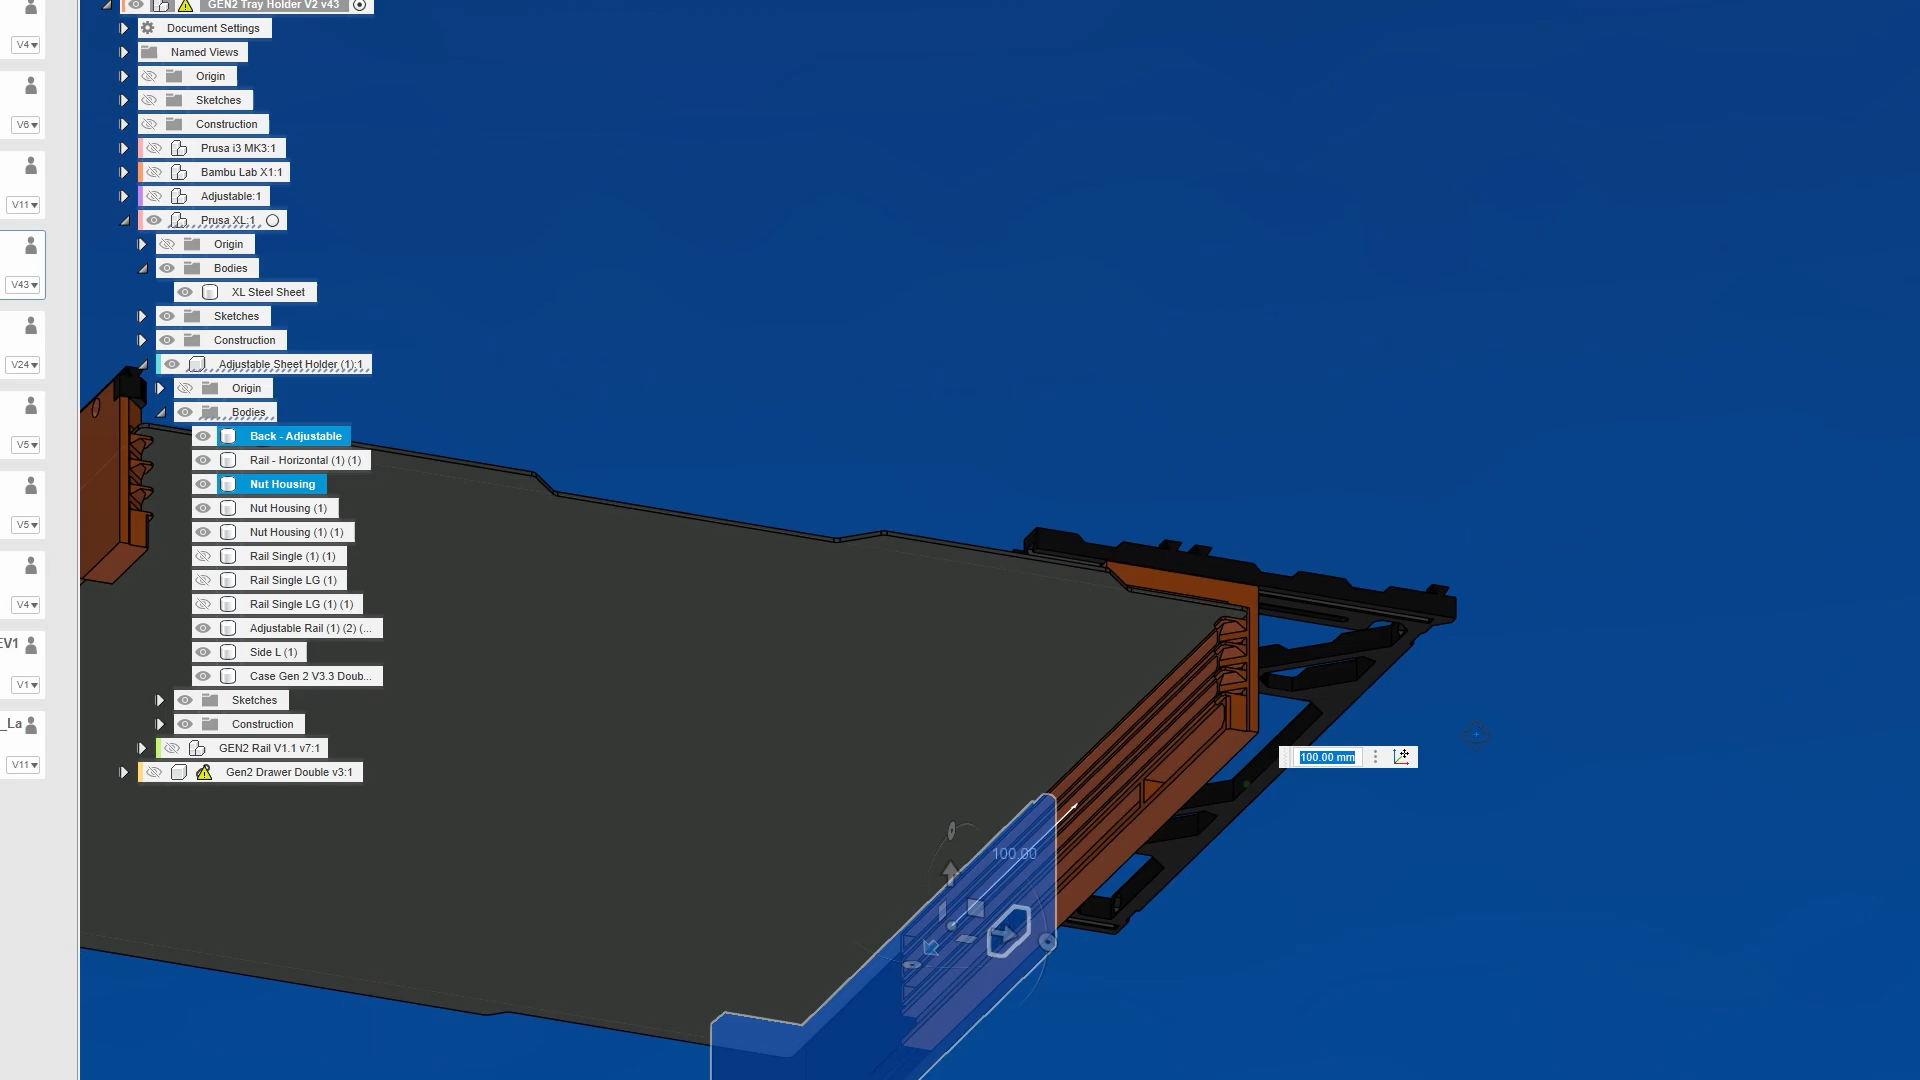 GEN2 Tray Holder V2 v43
Document Settings
V4
Named Views
Origin
Sketches
V6
Construction
Prusa i3 MK3:1
Bambu Lab X1:1
Adjustable:1
V11
Prusa XL:1
Origin
Bodies
V43
XL Steel Sheet
Sketches
Construction
V24
Adjustable Sheet Holder (1):1
Origin
Bodies
Back - Adjustable
V5
Rail - Horizontal (1) (1)
Nut Housing
Nut Housing (1)
V5
Nut Housing (1) (1)
Rail Single (1) (1)
Rail Single LG (1)
V4
Rail Single LG (1) (1)
Adjustable Rail (1) (2) (...
EV1
Side L (1)
V1
Case Gen 2 V3.3 Doub...
Sketches
_La
Construction
GEN2 Rail V1.1 v7:1
V11
Gen2 Drawer Double v3:1
100.00 mm
100.00